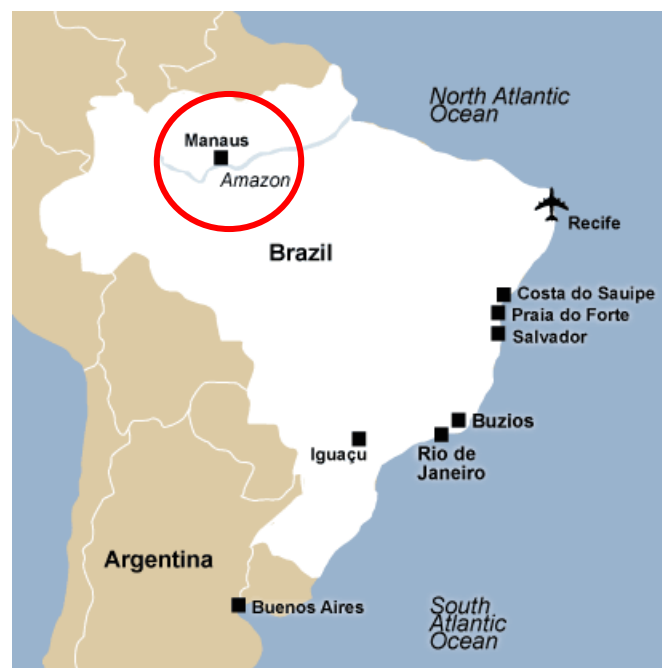 North Atlantic
Ocean
Manaus
Amazon
Recife
Brazil
Costa do Sauipe
Praia do Forte
Salvador
Buzios
Iguaçu
Rio de
Janeiro
Argentina
Buenos Aires
South
Atlantic
Ocean